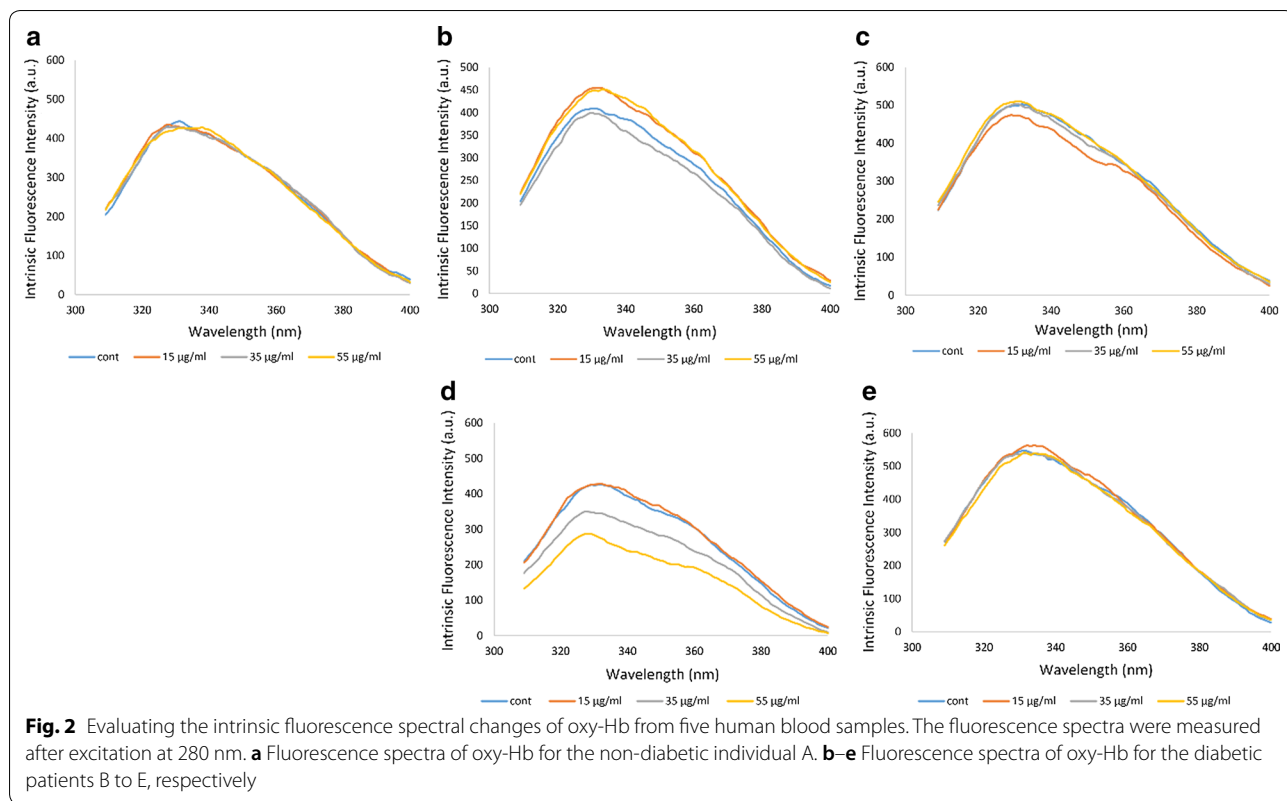 a
Intrinsic Fluorescence Intensity (a.u.)
600
500
400
300
200
100
0
300 320 340 360 380 400
Wavelength (nm)
cont 15 µg/ml 35 µg/ml 55 µg/ml
b
Intrinsic Fluorescence Intensity (a.u.)
500
450
400
350
300
250
200
150
100
50
0
300 320 340 360 380 400
Wavelength (nm)
cont 15 µg/ml 35 µg/ml 55 µg/ml
c
Intrinsic Fluorescence Intensity (a.u.)
600
500
400
300
200
100
0
300 320 340 360 380 400
Wavelength (nm)
cont 15 µg/ml 35 µg/ml 55 µg/ml
d
Intrinsic Fluorescence Intensity (a.u.)
600
500
400
300
200
100
0
300 320 340 360 380 400
Wavelength (nm)
cont 15 µg/ml 35 µg/ml 55 µg/ml
e
Intrinsic Fluorescence Intensity (a.u.)
600
500
400
300
200
100
0
300 320 340 360 380 400
Wavelength (nm)
cont 15 µg/ml 35 µg/ml 55 µg/ml
Fig. 2 Evaluating the intrinsic fluorescence spectral changes of oxy-Hb from five human blood samples. The fluorescence spectra were measured
after excitation at 280 nm. a Fluorescence spectra of oxy-Hb for the non-diabetic individual A. b–e Fluorescence spectra of oxy-Hb for the diabetic
patients B to E, respectively